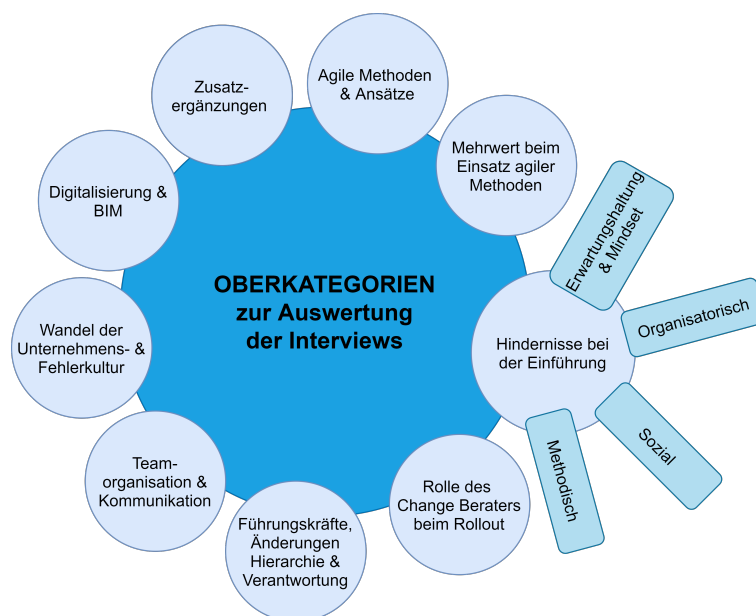 OBERKATEGORIEN
zur Auswertung
der Interviews
Agile Methoden
& Ansätze
Mehrwert beim
Einsatz agiler
Methoden
Hindernisse bei
der Einführung
Erwartungshaltung
& Mindset
Organisatorisch
Sozial
Methodisch
Rolle des
Change Beraters
beim Rollout
Führungskräfte,
Änderungen
Hierarchie &
Verantwortung
Team-
organisation &
Kommunikation
Wandel der
Unternehmens- &
Fehlerkultur
Digitalisierung &
BIM
Zusatz-
ergänzungen